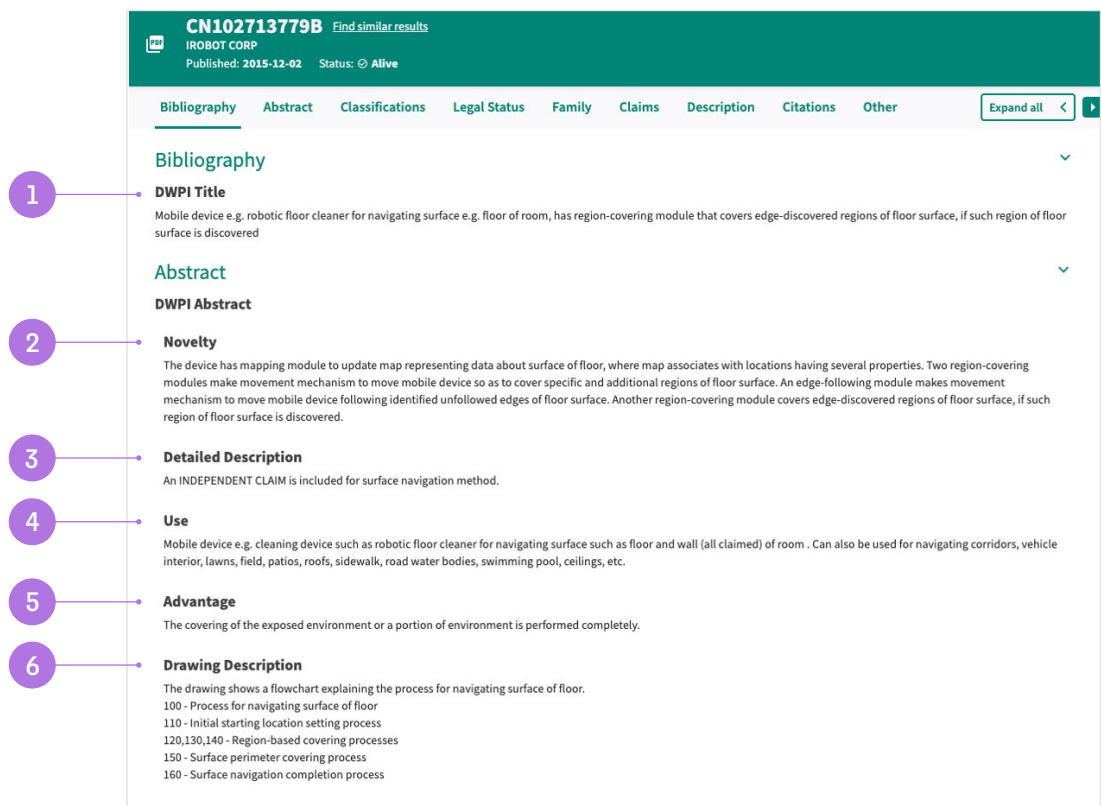 CN102713779B Find similar results
PDF
IROBOT CORP
Published: 2015-12-02 Status: Alive
Bibliography Abstract Classifications Legal Status Family Claims Description Citations Other Expand all
Bibliography
1
DWPI Title
Mobile device e.g. robotic floor cleaner for navigating surface e.g. floor of room, has region-covering module that covers edge-discovered regions of floor surface, if such region of floor
surface is discovered
Abstract
DWPI Abstract
2
Novelty
The device has mapping module to update map representing data about surface of floor, where map associates with locations having several properties. Two region-covering
modules make movement mechanism to move mobile device so as to cover specific and additional regions of floor surface. An edge-following module makes movement
mechanism to move mobile device following identified unfollowed edges of floor surface. Another region-covering module covers edge-discovered regions of floor surface, if such
region of floor surface is discovered.
3
Detailed Description
An INDEPENDENT CLAIM is included for surface navigation method.
4
Use
Mobile device e.g. cleaning device such as robotic floor cleaner for navigating surface such as floor and wall (all claimed) of room . Can also be used for navigating corridors, vehicle
interior, lawns, field, patios, roofs, sidewalk, road water bodies, swimming pool, ceilings, etc.
5
Advantage
The covering of the exposed environment or a portion of environment is performed completely.
6
Drawing Description
The drawing shows a flowchart explaining the process for navigating surface of floor.
100 - Process for navigating surface of floor
110 - Initial starting location setting process
120,130,140 - Region-based covering processes
150 - Surface perimeter covering process
160 - Surface navigation completion process